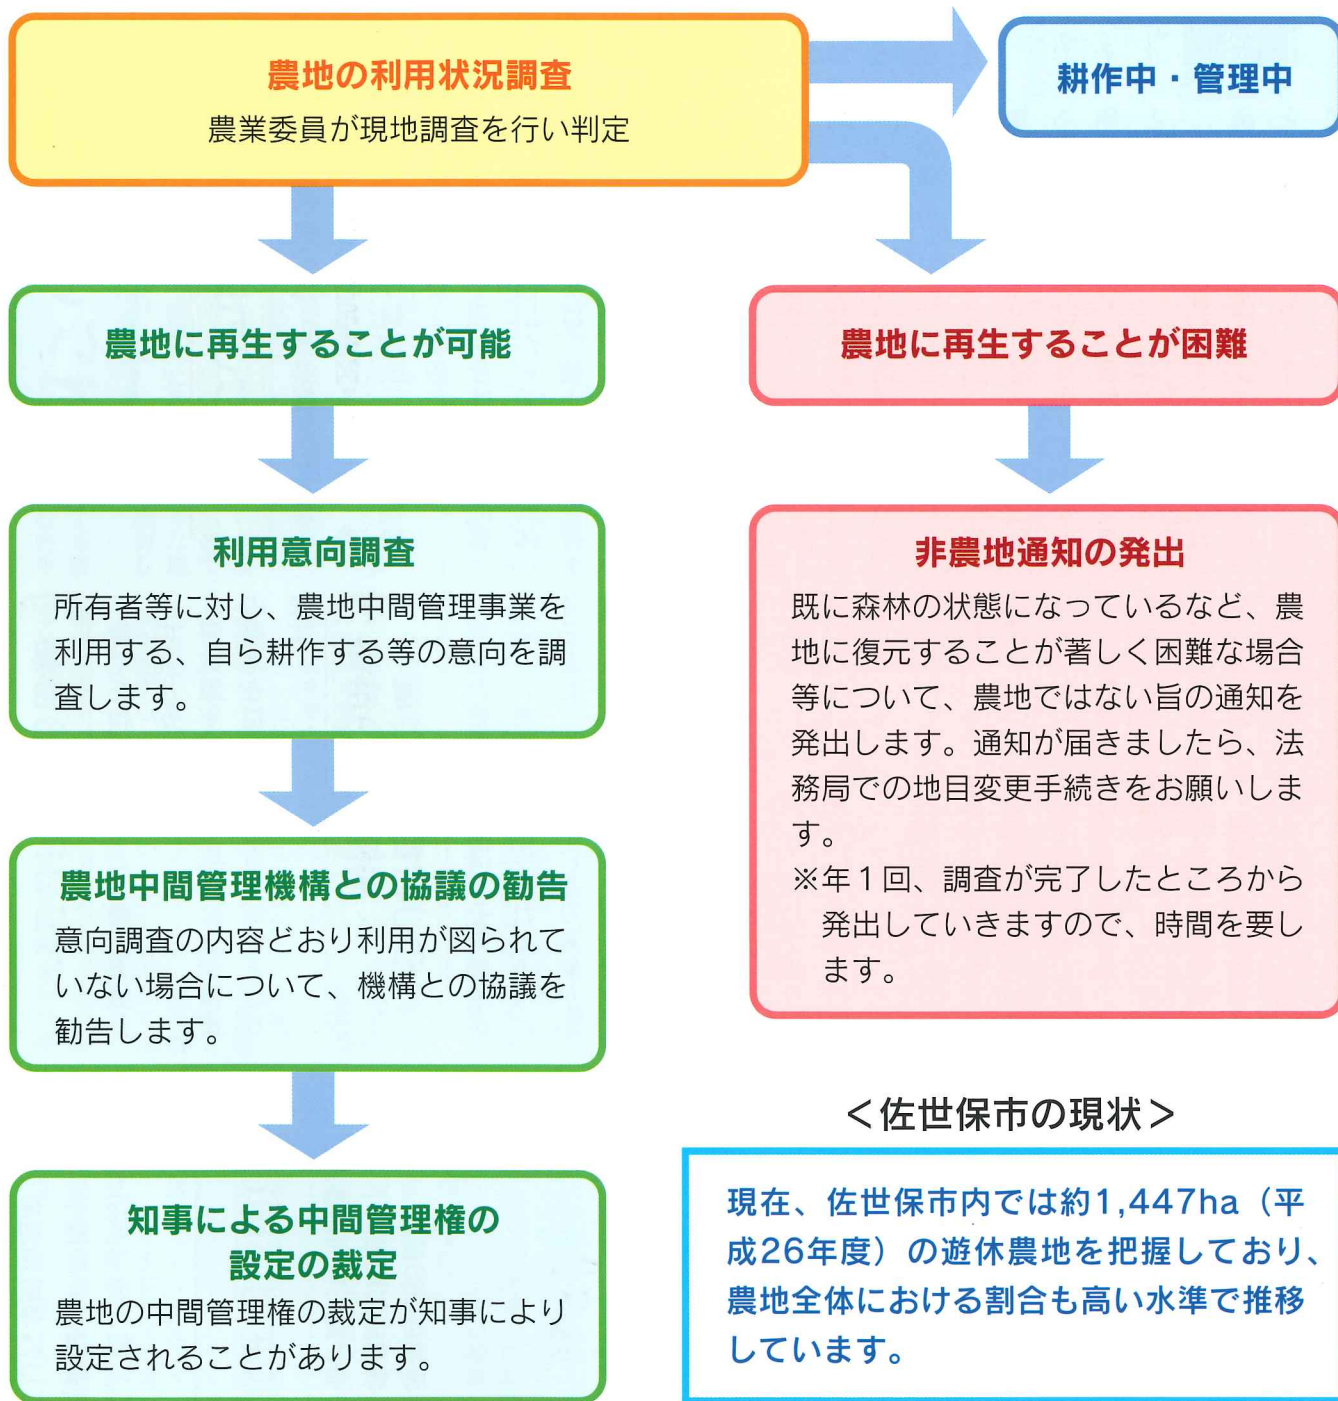 農地の利用状況調査
農業委員が現地調査を行い判定
耕作中・管理中
農地に再生することが可能
農地に再生することが困難
利用意向調査
所有者等に対し、農地中間管理事業を
利用する、自ら耕作する等の意向を調
査します。
農地中間管理機構との協議の勧告
意向調査の内容どおり利用が図られて
いない場合について、機構との協議を
勧告します。
知事による中間管理権の
設定の裁定
農地の中間管理権の裁定が知事により
設定されることがあります。
非農地通知の発出
既に森林の状態になっているなど、農
地に復元することが著しく困難な場合
等について、農地ではない旨の通知を
発出します。通知が届きましたら、法
務局での地目変更手続きをお願いしま
す。
※年1回、調査が完了したところから
発出していきますので、時間を要し
ます。
＜佐世保市の現状＞
現在、佐世保市内では約1,447ha（平
成26年度）の遊休農地を把握しており、
農地全体における割合も高い水準で推移
しています。